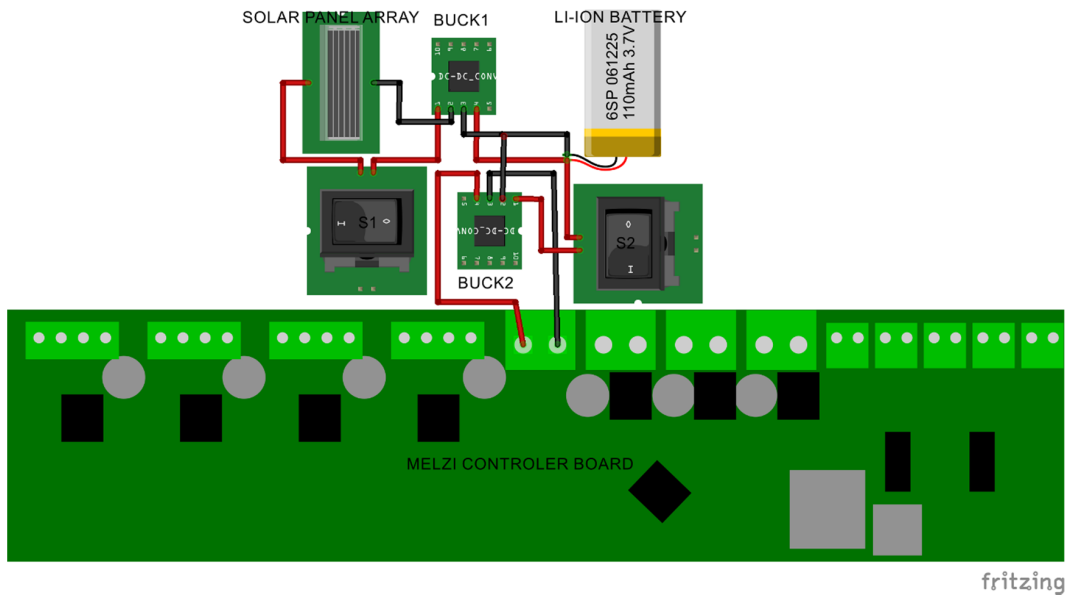 SOLAR PANEL ARRAY
BUCK1
LI-ION BATTERY
6SP 061225
110mAh 3.7V
DC-DC_CONV
S1
S2
DC-DC_CONV
BUCK2
MELZI CONTROLER BOARD
fritzing